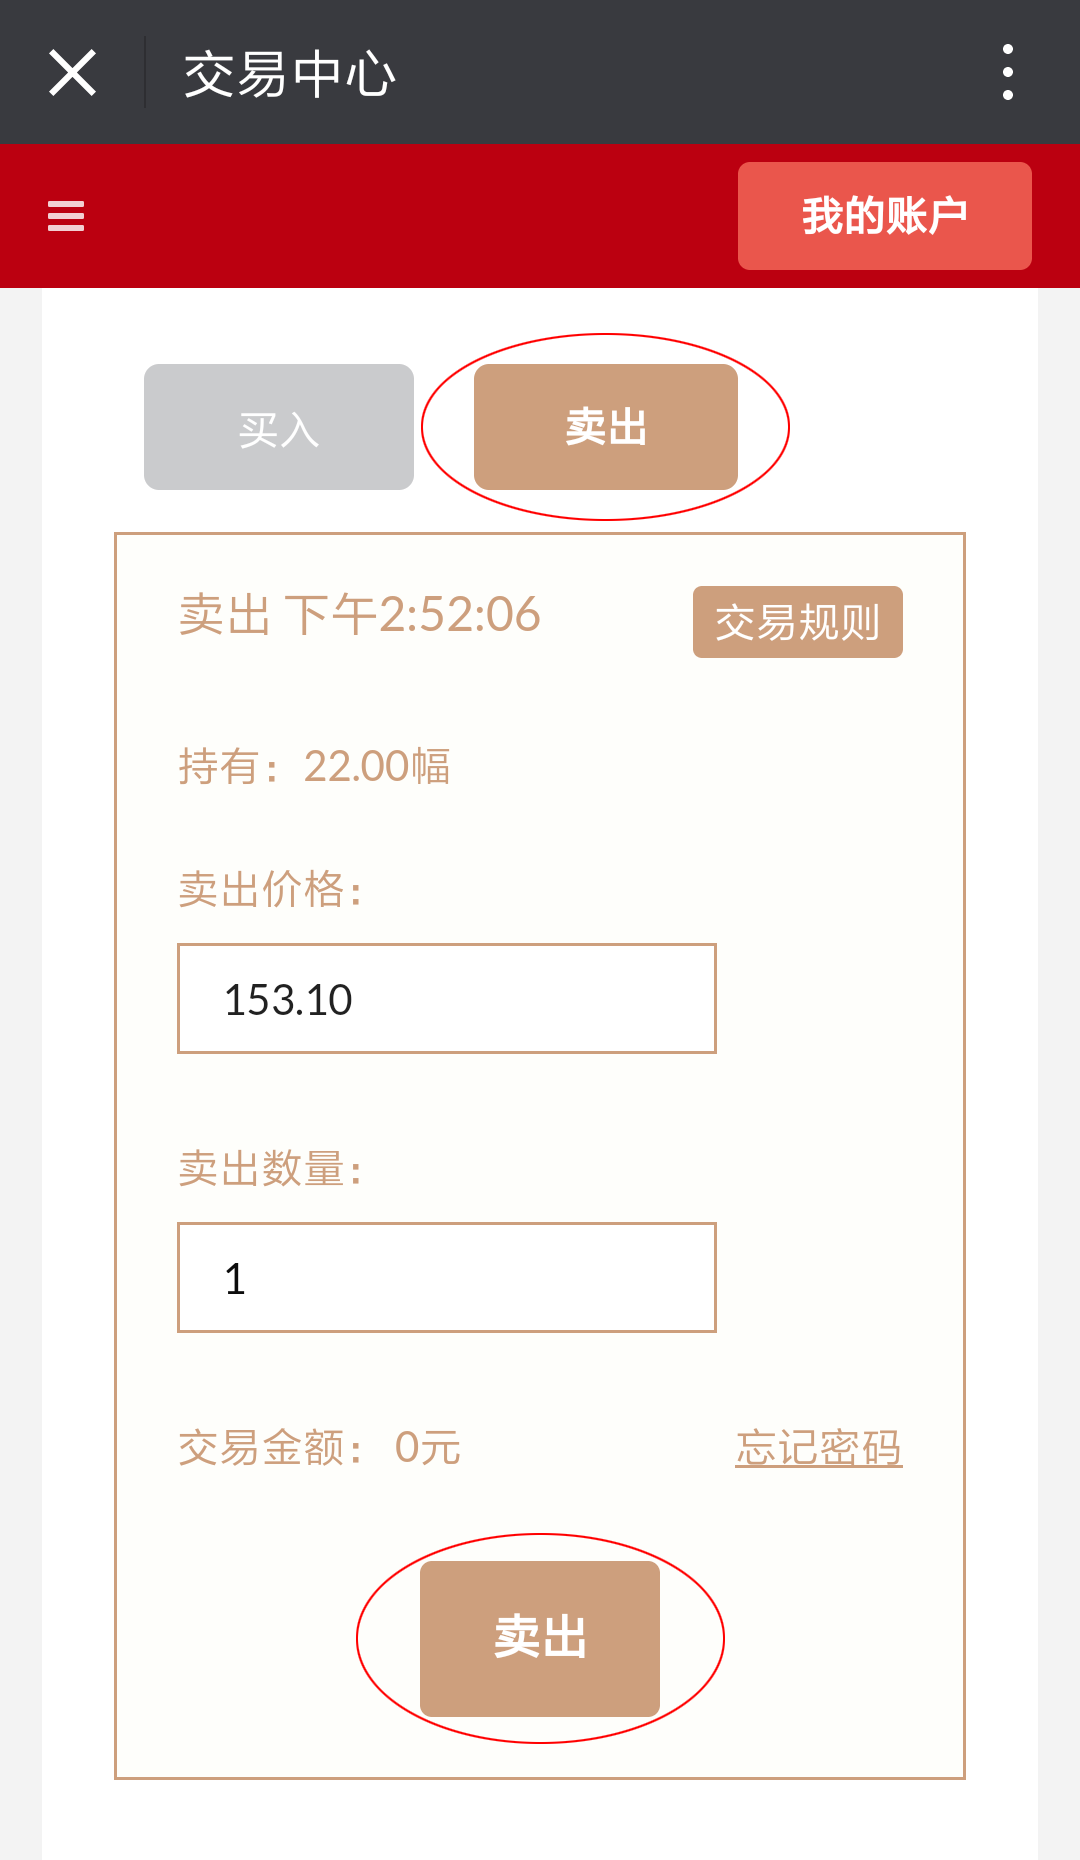 交易中心
我的账户
买入
卖出
卖出 下午2:52:06
交易规则
持有：22.00幅
卖出价格：
153.10
卖出数量：
1
交易金额： 0元
忘记密码
卖出